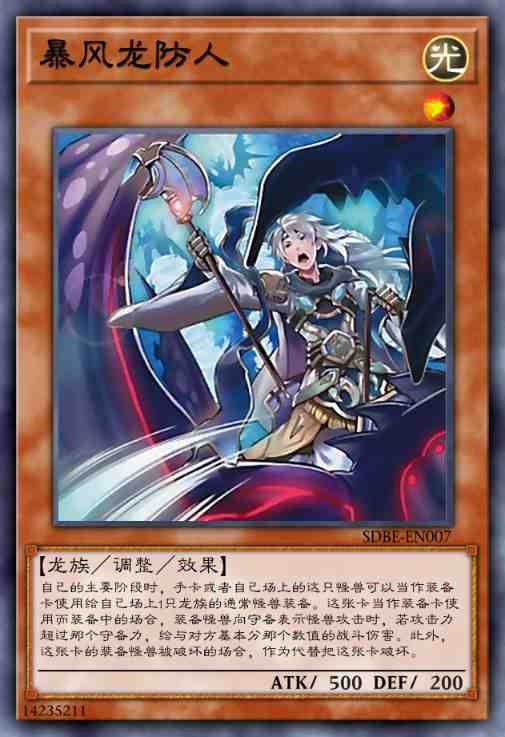 暴风龙防人
光
SDBE-EN007
【龙族／调整／效果】
自己的主要阶段时，手卡或者自己场上的这只怪兽可以当作装备
卡使用给自己场上1只龙族的通常怪兽装备。这张卡当作装备卡使
用而装备中的场合，装备怪兽向守备表示怪兽攻击时，若攻击力
超过那个守备力，给与对方基本分那个数值的战斗伤害。此外，
这张卡的装备怪兽被破坏的场合，作为代替把这张卡破坏。
ATK/ 500 DEF/ 200
14235211